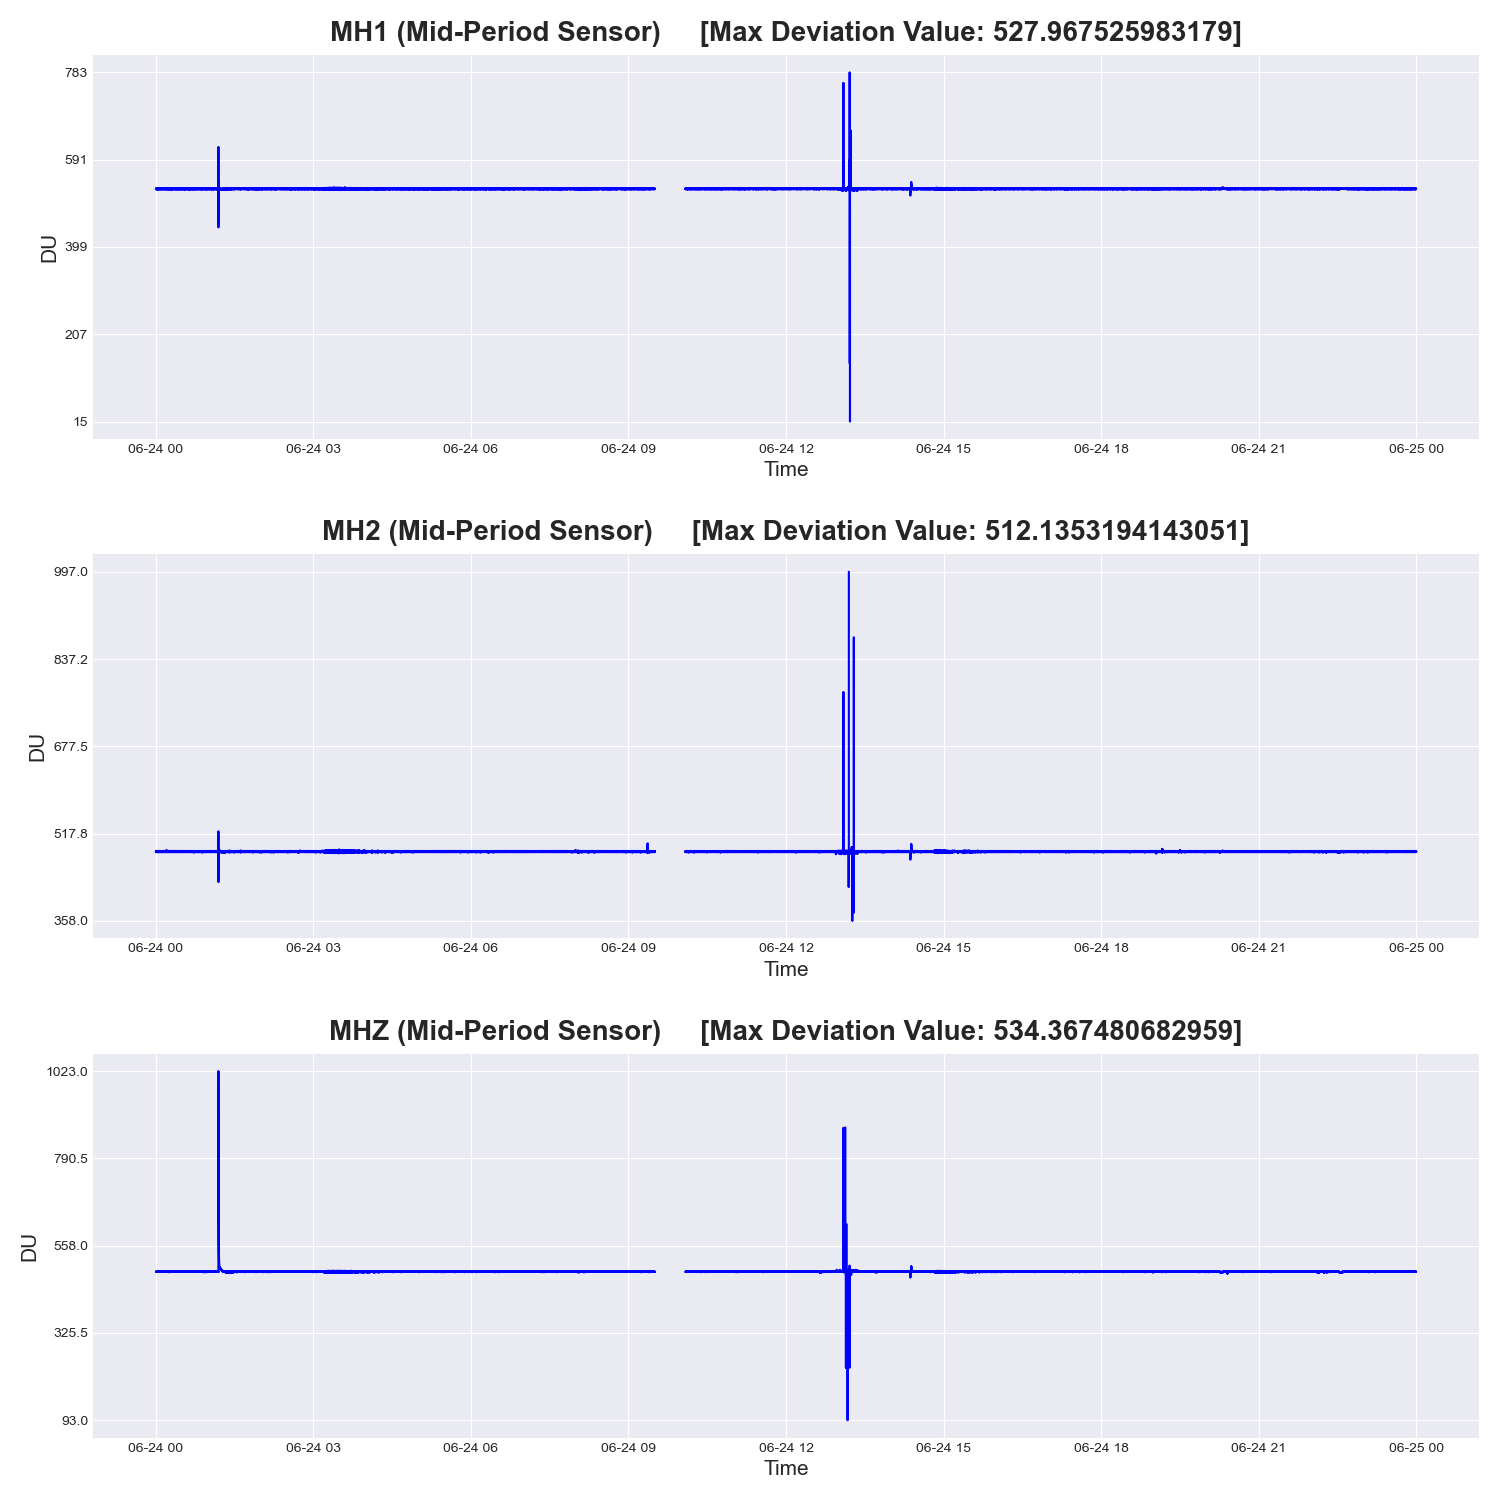 MH1 (Mid-Period Sensor) [Max Deviation Value: 527.967525983179]
783
591
399
207
15
DU
06-24 00 06-24 03 06-24 06 06-24 09 06-24 12 06-24 15 06-24 18 06-24 21 06-25 00
Time
MH2 (Mid-Period Sensor) [Max Deviation Value: 512.1353194143051]
997.0
837.2
677.5
517.8
358.0
DU
06-24 00 06-24 03 06-24 06 06-24 09 06-24 12 06-24 15 06-24 18 06-24 21 06-25 00
Time
MHZ (Mid-Period Sensor) [Max Deviation Value: 534.367480682959]
1023.0
790.5
558.0
325.5
93.0
DU
06-24 00 06-24 03 06-24 06 06-24 09 06-24 12 06-24 15 06-24 18 06-24 21 06-25 00
Time